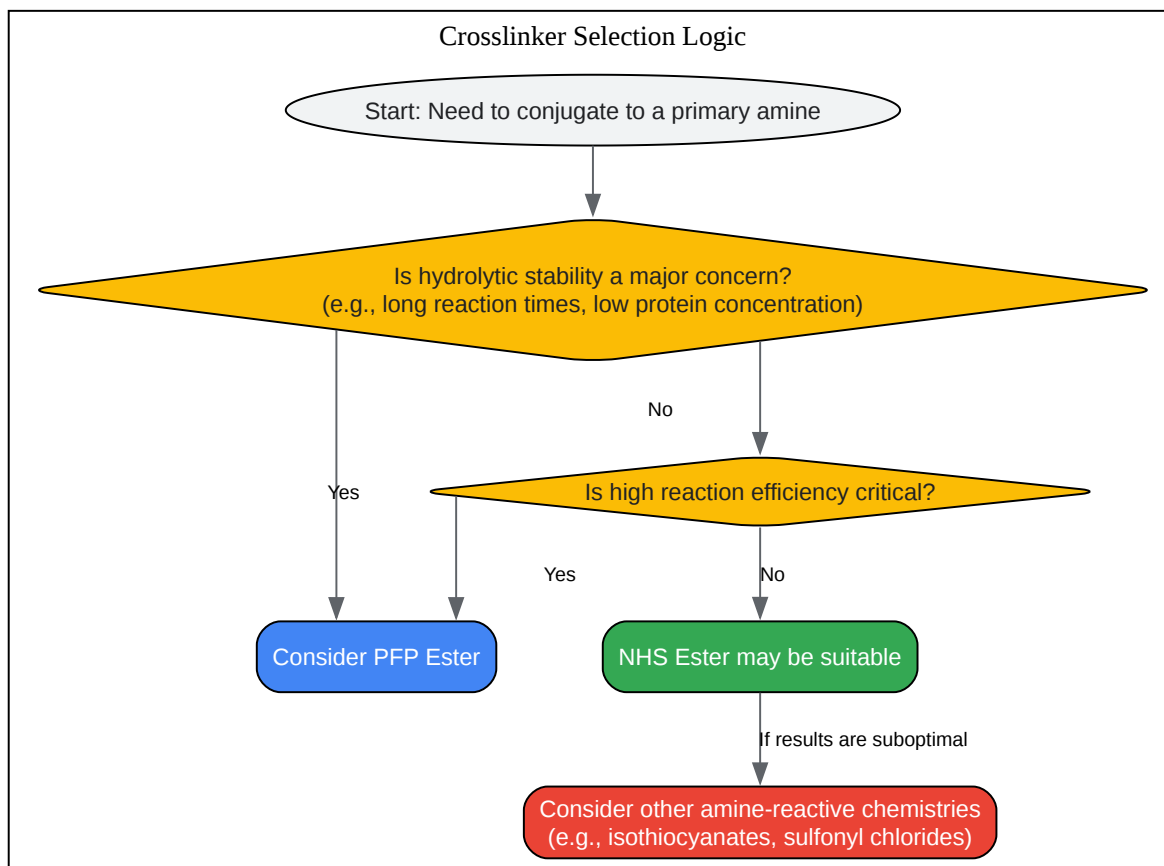 Crosslinker Selection Logic
Start: Need to conjugate to a primary amine
Is hydrolytic stability a major concern?
(e.g., long reaction times, low protein concentration)
No
Yes
Is high reaction efficiency critical?
Yes
No
Consider PFP Ester
NHS Ester may be suitable
If results are suboptimal
Consider other amine-reactive chemistries
(e.g., isothiocyanates, sulfonyl chlorides)